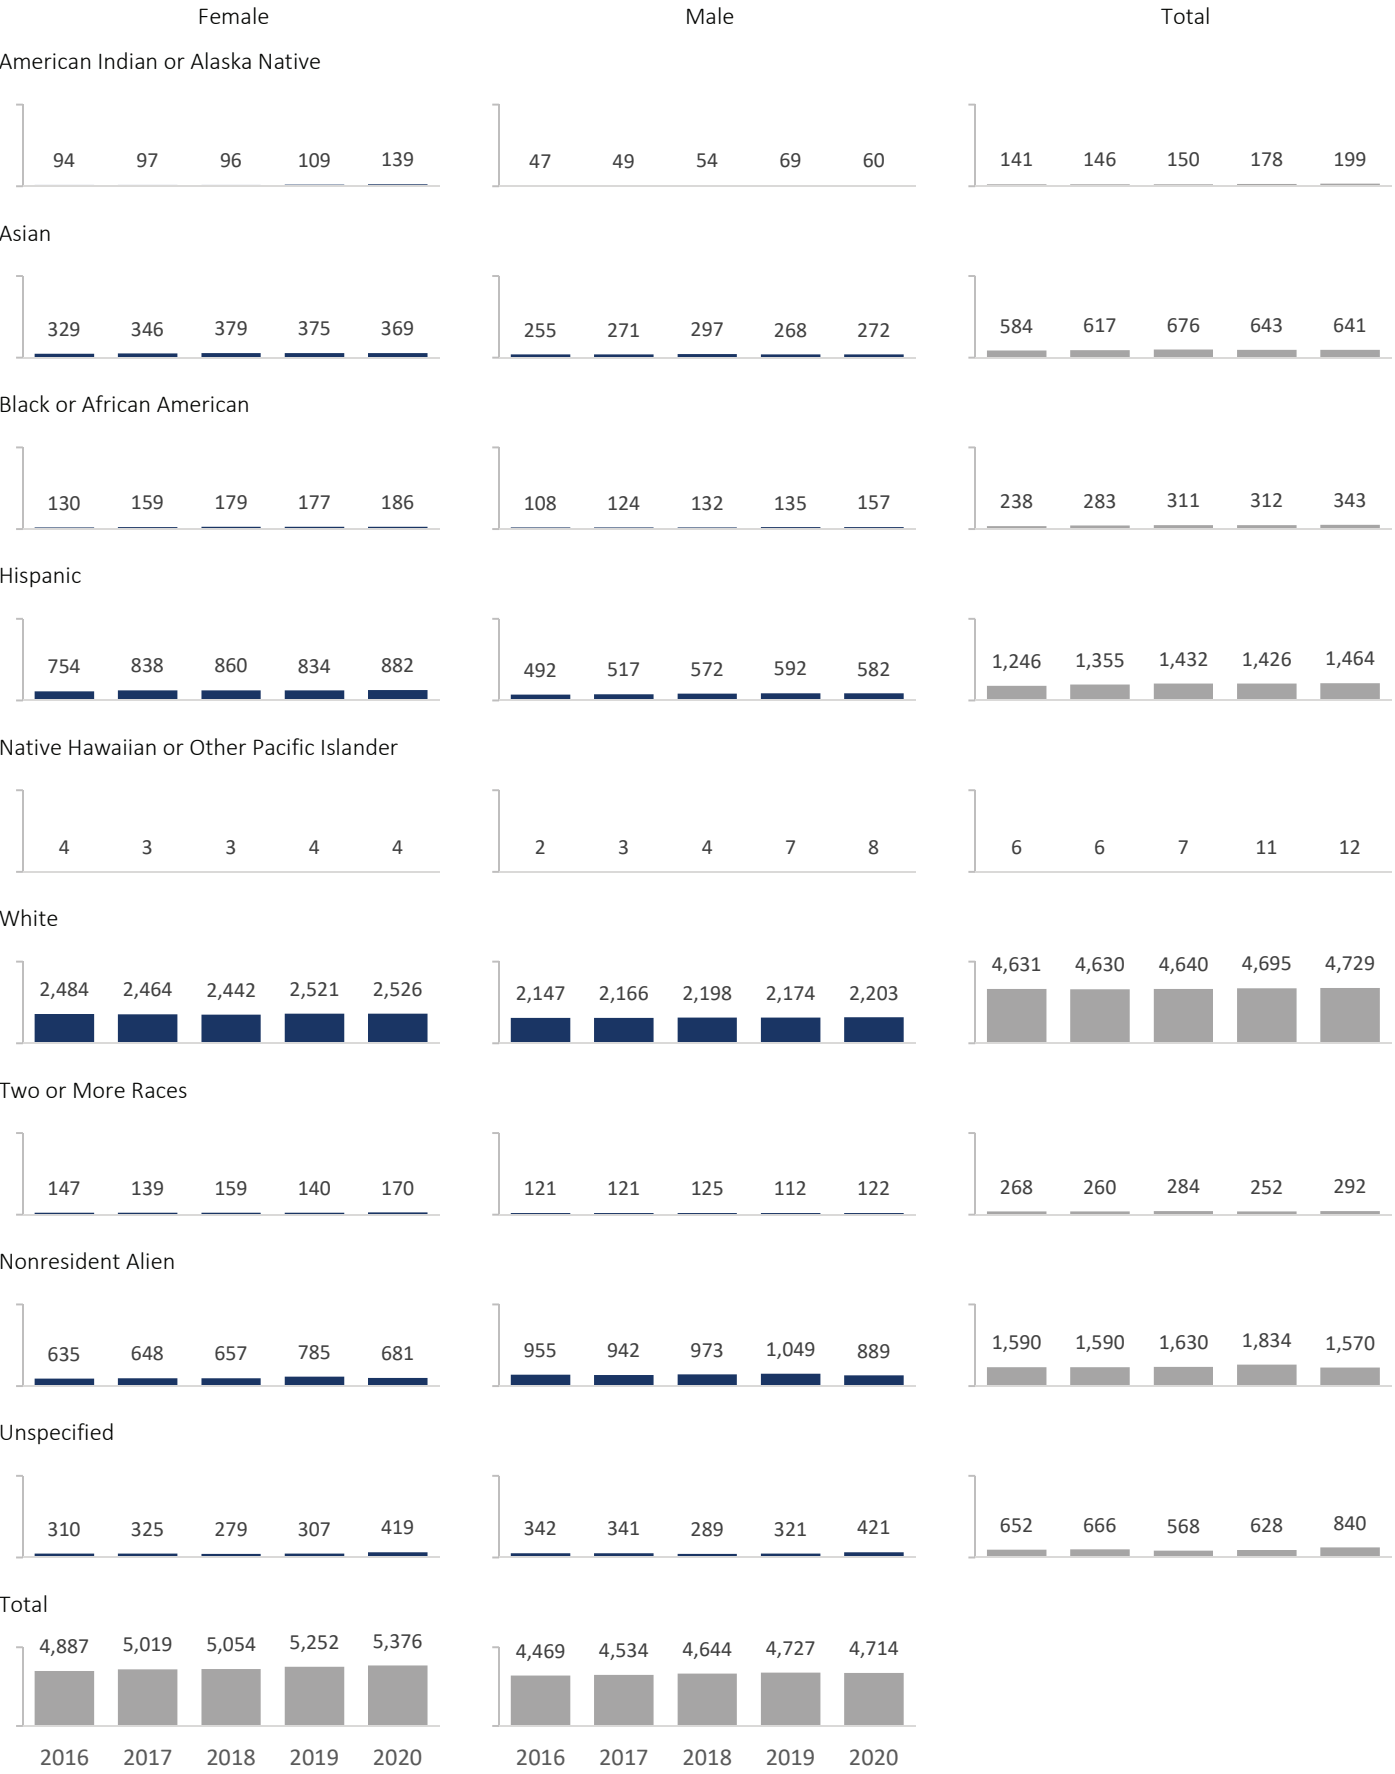 Female Male Total
American Indian or Alaska Native
94 97 96 109 139 47 49 54 69 60 141 146 150 178 199
Asian
329 346 379 375 369 255 271 297 268 272 584 617 676 643 641
Black or African American
130 159 179 177 186 108 124 132 135 157 238 283 311 312 343
Hispanic
754 838 860 834 882 492 517 572 592 582 1,246 1,355 1,432 1,426 1,464
Native Hawaiian or Other Pacific Islander
4 3 3 4 4 2 3 4 7 8 6 6 7 11 12
White
2,484 2,464 2,442 2,521 2,526 2,147 2,166 2,198 2,174 2,203 4,631 4,630 4,640 4,695 4,729
Two or More Races
147 139 159 140 170 121 121 125 112 122 268 260 284 252 292
Nonresident Alien
635 648 657 785 681 955 942 973 1,049 889 1,590 1,590 1,630 1,834 1,570
Unspecified
310 325 279 307 419 342 341 289 321 421 652 666 568 628 840
Total
4,887 5,019 5,054 5,252 5,376 4,469 4,534 4,644 4,727 4,714
2016 2017 2018 2019 2020 2016 2017 2018 2019 2020